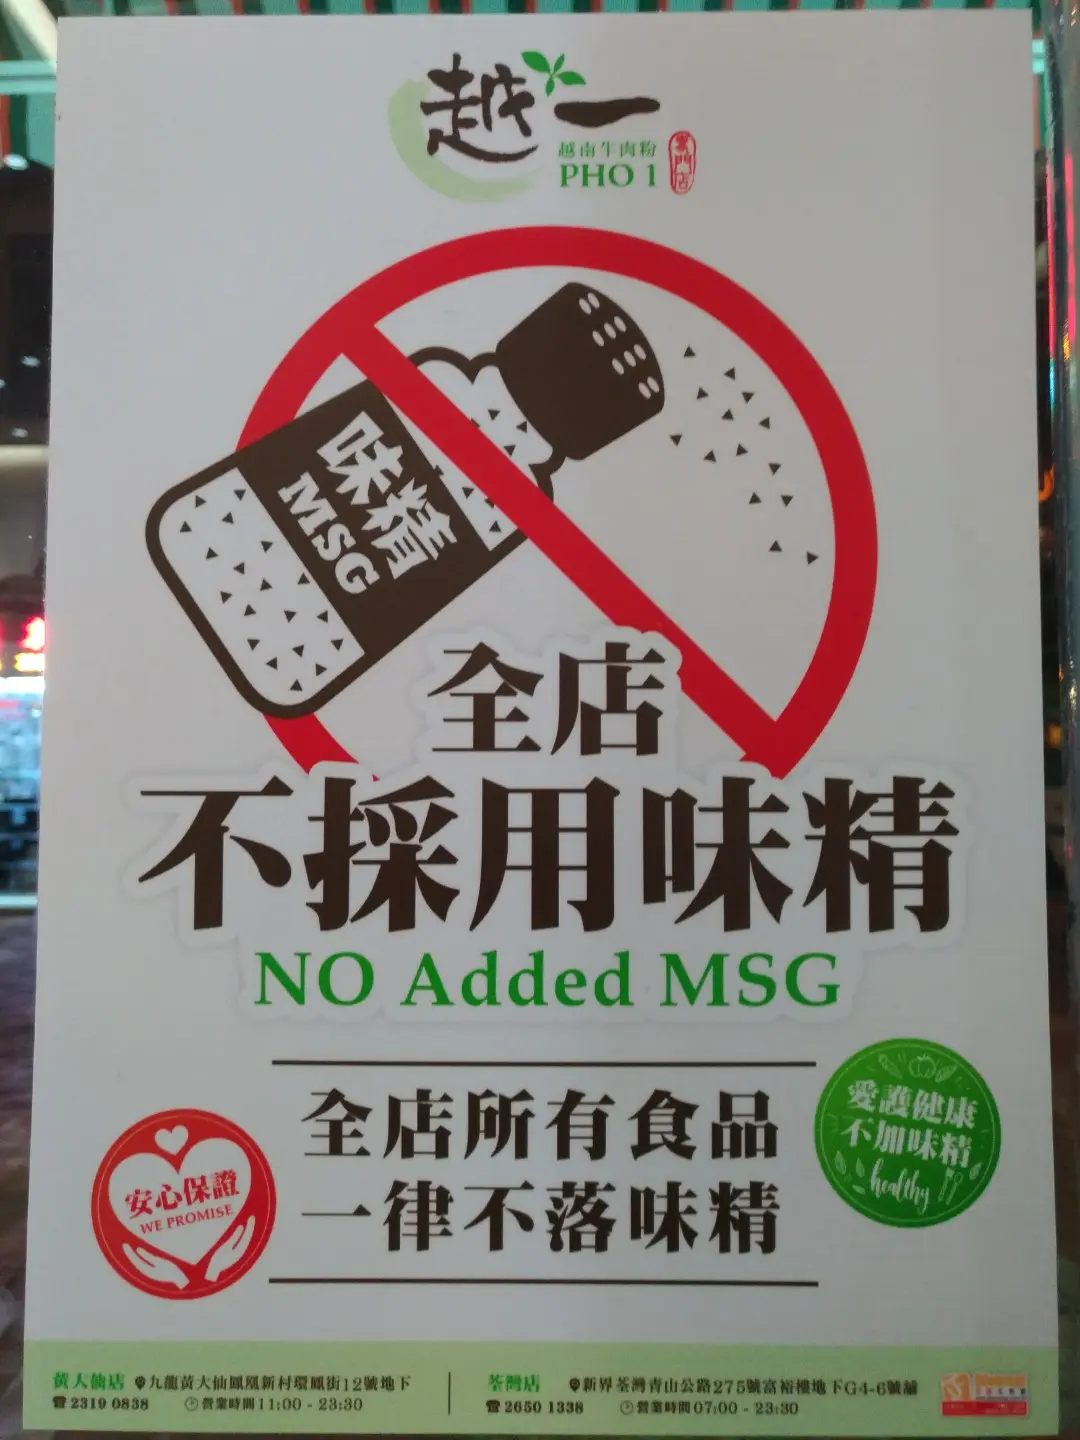 越一
越南牛肉粉
PHO 1
專門店
味精
MSG
全店
不採用味精
NO Added MSG
全店所有食品
一律不落味精
安心保證
WE PROMISE
愛護健康
不加味精
healthy
黃大仙店 九龍黃大仙鳳凰新村環鳳街12號地下
2319 0838 營業時間 11:00 - 23:30
荃灣店 新界荃灣青山公路275號富裕樓地下G4-6號舖
2650 1338 營業時間 07:00 - 23:30